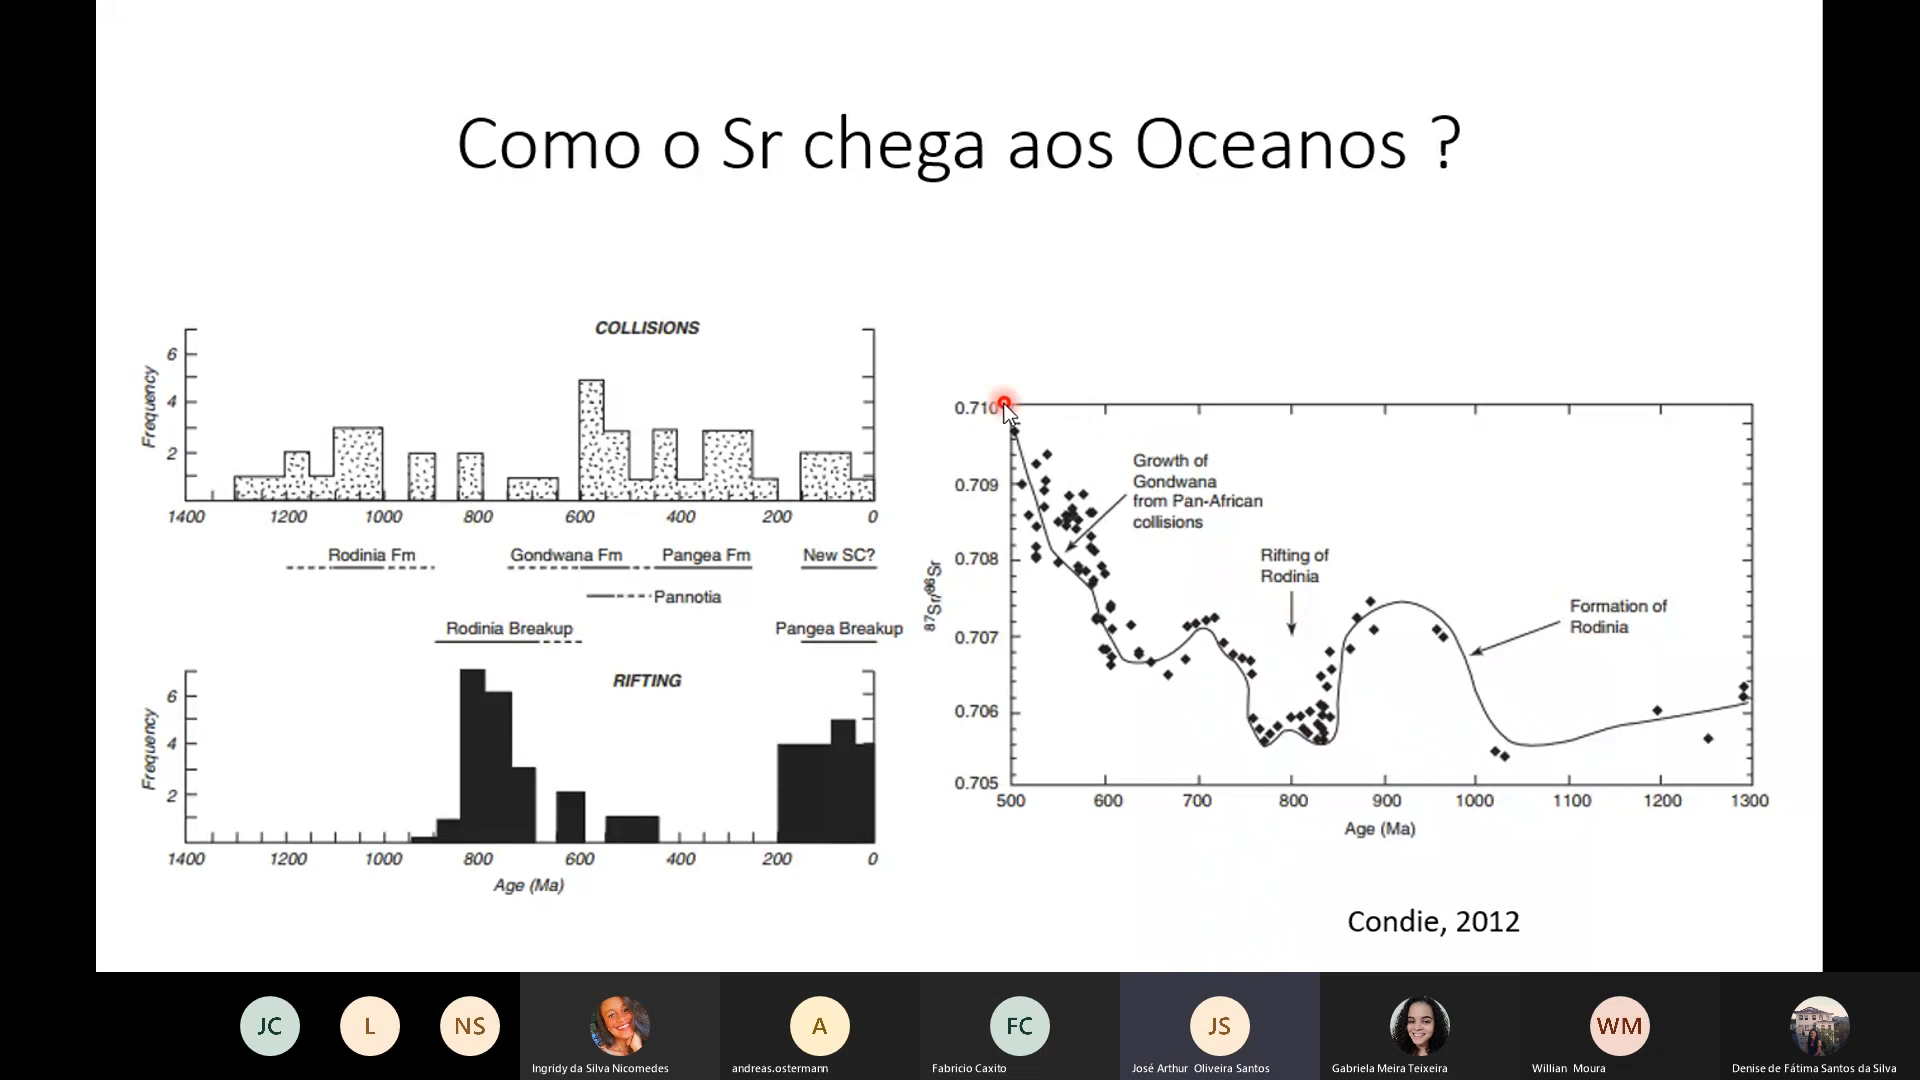 Como o Sr chega aos Oceanos ?
COLLISIONS
Frequency
6
4
2
1400 1200 1000 800 600 400 200 0
Rodinia Fm Gondwana Fm Pangea Fm New SC?
Pannotia
Rodinia Breakup Pangea Breakup
RIFTING
Frequency
6
4
2
1400 1200 1000 800 600 400 200 0
Age (Ma)
0.710
0.709
0.708
0.707
0.706
0.705
87Sr/86Sr
Growth of
Gondwana
from Pan-African
collisions
Rifting of
Rodinia
Formation of
Rodinia
500 600 700 800 900 1000 1100 1200 1300
Age (Ma)
Condie, 2012
JC L NS A FC JS WM
Ingridy da Silva Nicomedes andreas.ostermann Fabricio Caxito José Arthur Oliveira Santos Gabriela Meira Teixeira Willian Moura Denise de Fátima Santos da Silva